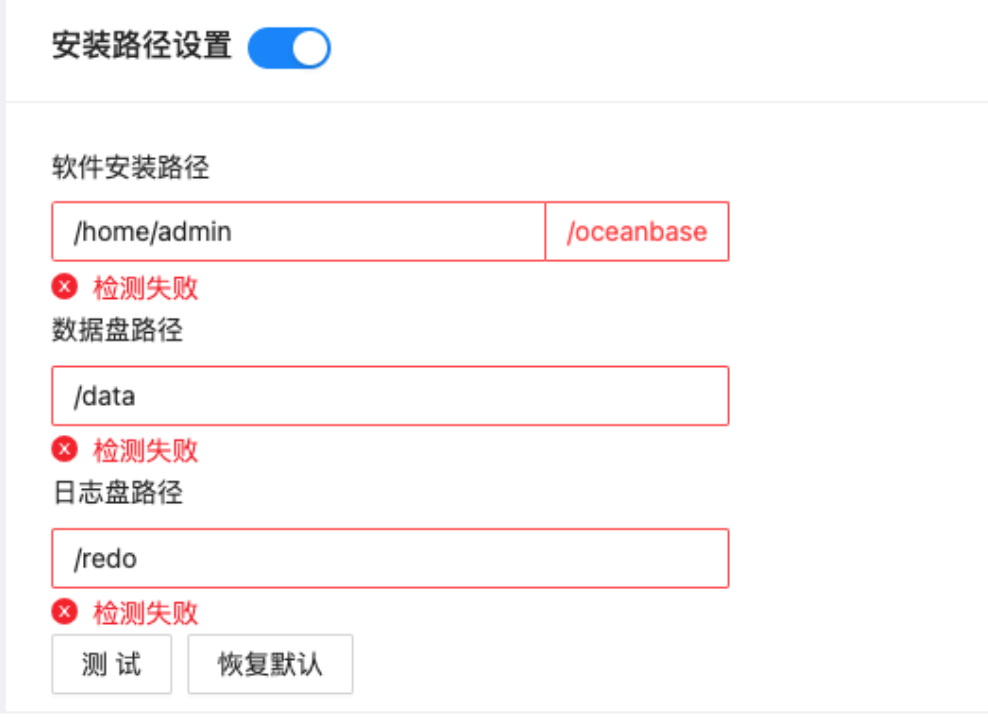 安装路径设置
软件安装路径
/home/admin /oceanbase
检测失败
数据盘路径
/data
检测失败
日志盘路径
/redo
检测失败
测 试 恢复默认